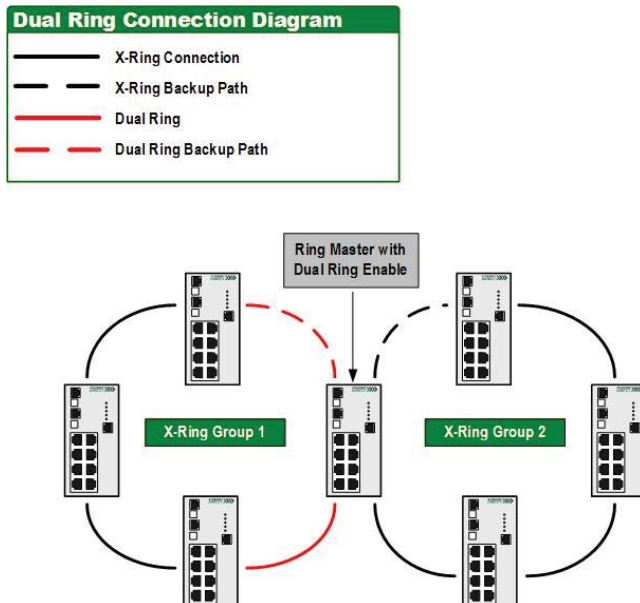 Dual Ring Connection Diagram
X-Ring Connection
X-Ring Backup Path
Dual Ring
Dual Ring Backup Path
Ring Master with
Dual Ring Enable
X-Ring Group 1
X-Ring Group 2